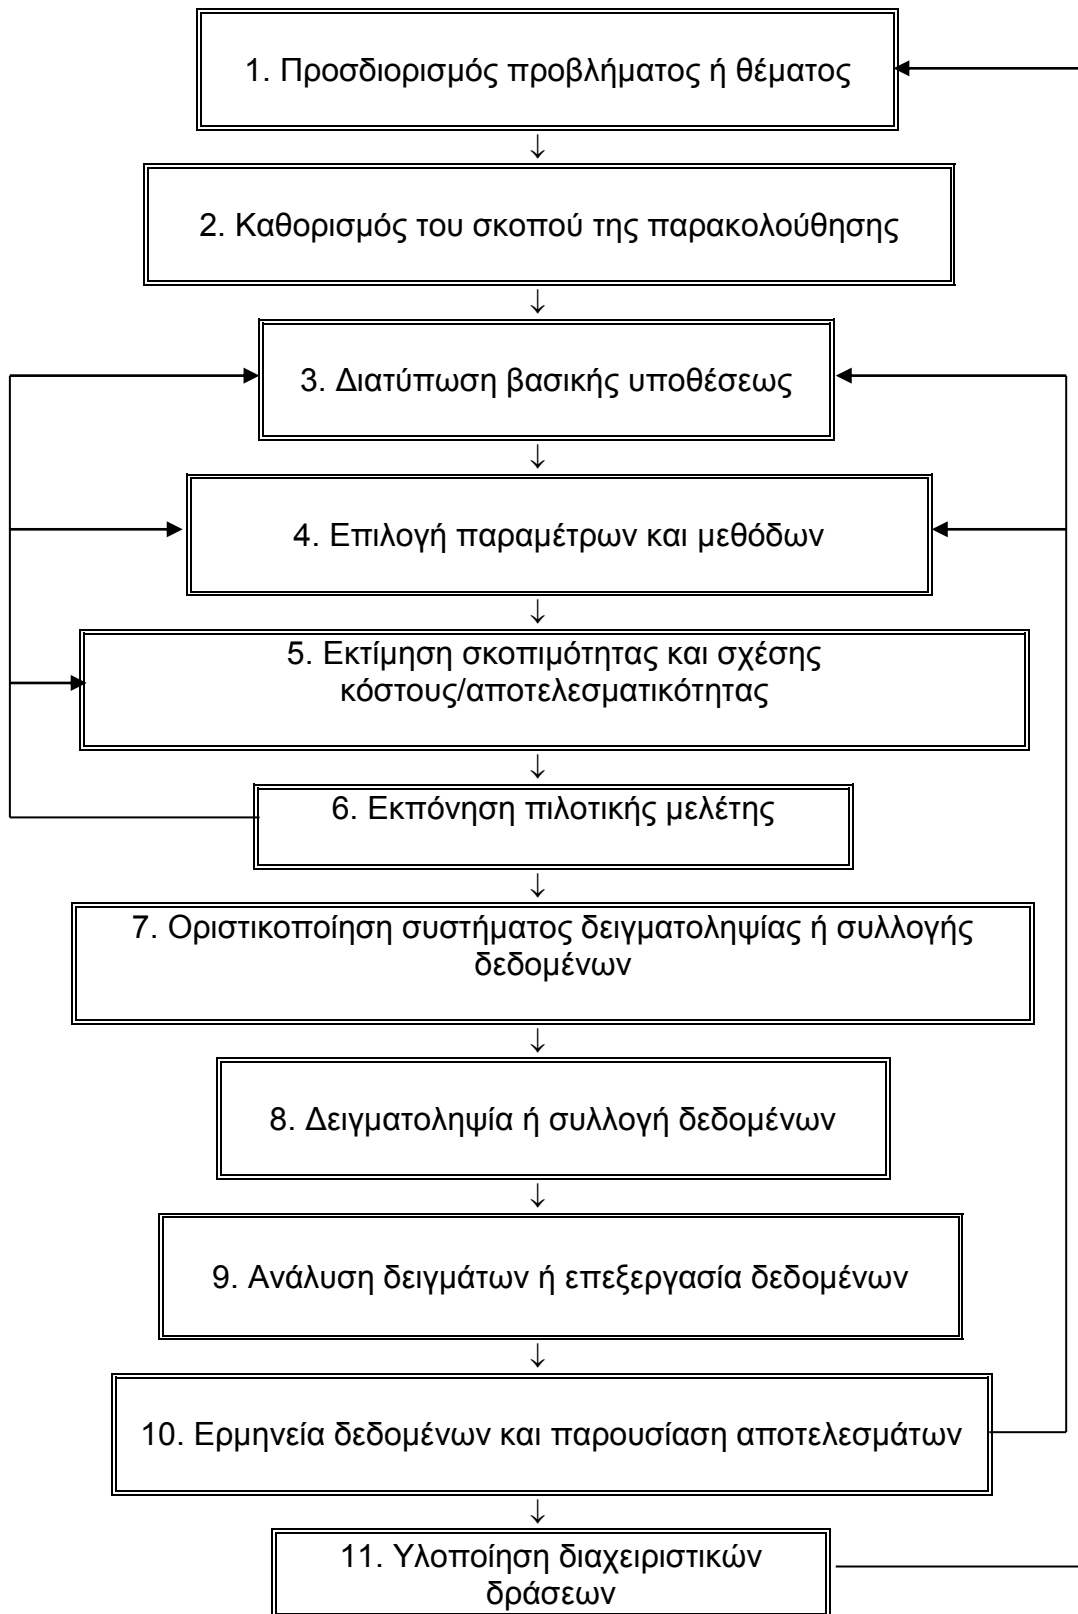 1. Προσδιορισμός προβλήματος ή θέματος
↓
2. Καθορισμός του σκοπού της παρακολούθησης
↓
3. Διατύπωση βασικής υποθέσεως
↓
4. Επιλογή παραμέτρων και μεθόδων
↓
5. Εκτίμηση σκοπιμότητας και σχέσης
κόστους/αποτελεσματικότητας
↓
6. Εκπόνηση πιλοτικής μελέτης
↓
7. Οριστικοποίηση συστήματος δειγματοληψίας ή συλλογής
δεδομένων
↓
8. Δειγματοληψία ή συλλογή δεδομένων
↓
9. Ανάλυση δειγμάτων ή επεξεργασία δεδομένων
↓
10. Ερμηνεία δεδομένων και παρουσίαση αποτελεσμάτων
↓
11. Υλοποίηση διαχειριστικών
δράσεων